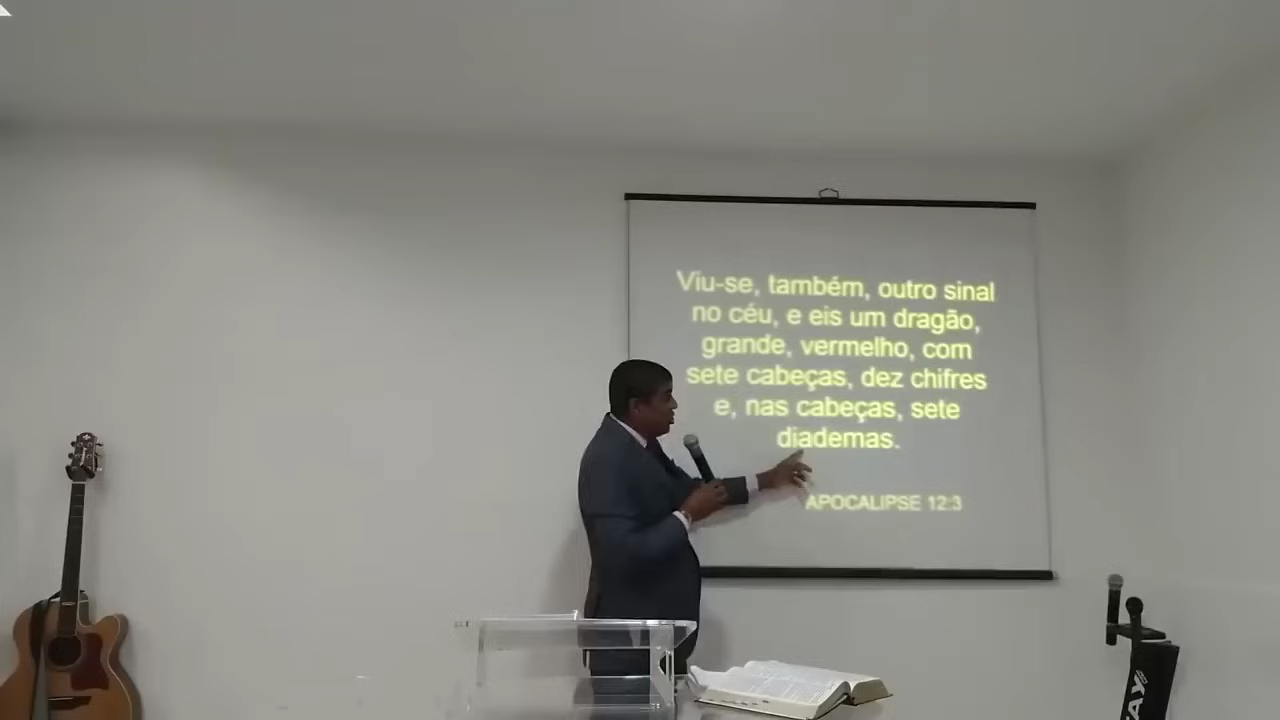 Viu-se, também, outro sinal
no céu, e eis um dragão,
grande, vermelho, com
sete cabeças, dez chifres
e, nas cabeças, sete
diademas.
APOCALIPSE 12:3